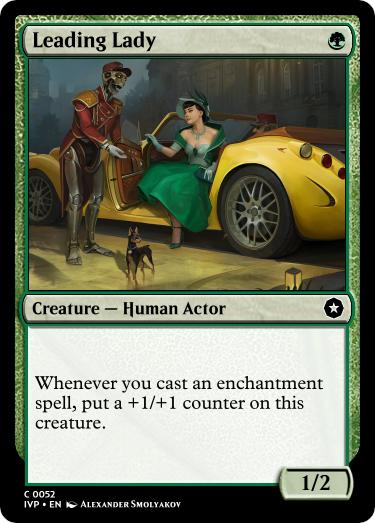 Leading Lady
Creature — Human Actor
Whenever you cast an enchantment
spell, put a +1/+1 counter on this
creature.
1/2
C 0052
IVP • EN Alexander Smolyakov